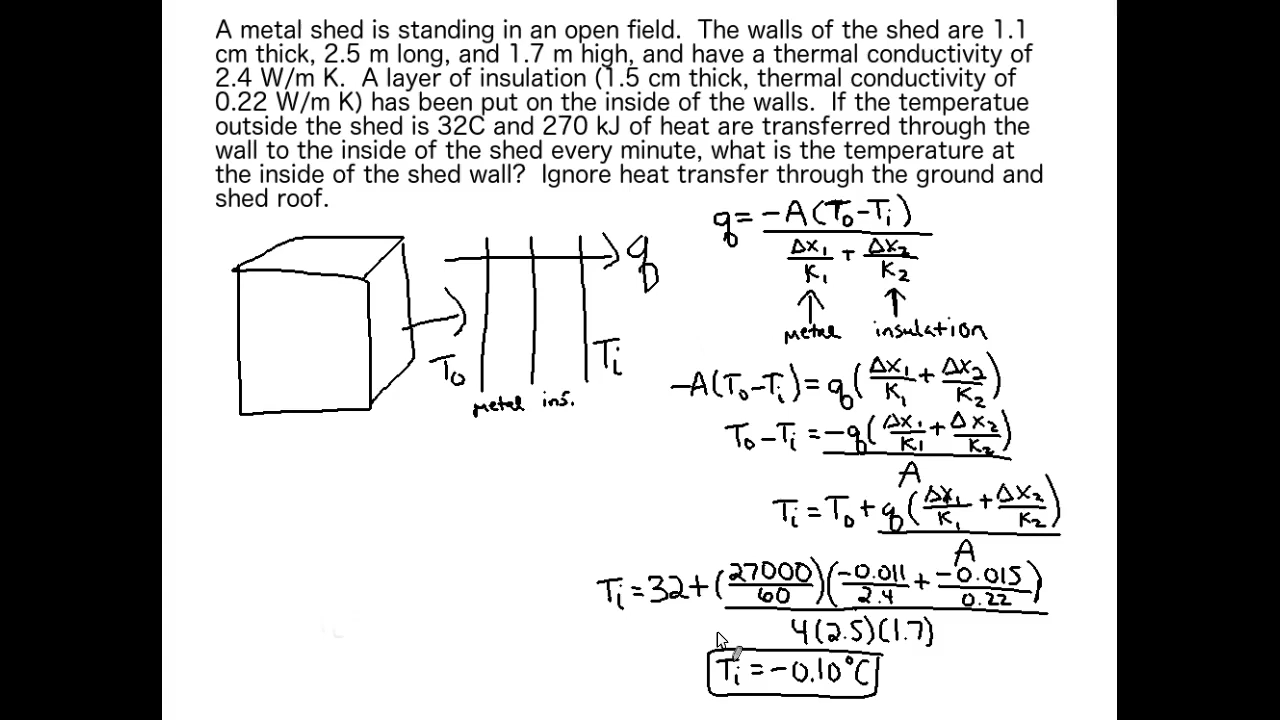 A metal shed is standing in an open field. The walls of the shed are 1.1
cm thick, 2.5 m long, and 1.7 m high, and have a thermal conductivity of
2.4 W/m K. A layer of insulation (1.5 cm thick, thermal conductivity of
0.22 W/m K) has been put on the inside of the walls. If the temperatue
outside the shed is 32C and 270 kJ of heat are transferred through the
wall to the inside of the shed every minute, what is the temperature at
the inside of the shed wall? Ignore heat transfer through the ground and
shed roof.
q = -A(To-Ti) / (Δx₁/K₁ + Δx₂/K₂)
metal insulation
q
To Ti
metal ins.
-A(To-Ti) = q(Δx₁/K₁ + Δx₂/K₂)
To-Ti = -q(Δx₁/K₁ + Δx₂/K₂) / A
Ti = To + q(Δx₁/K₁ + Δx₂/K₂) / A
Ti = 32 + (27000/60)(-0.011/2.4 + -0.015/0.22) / 4(2.5)(1.7)
Ti = -0.10°C